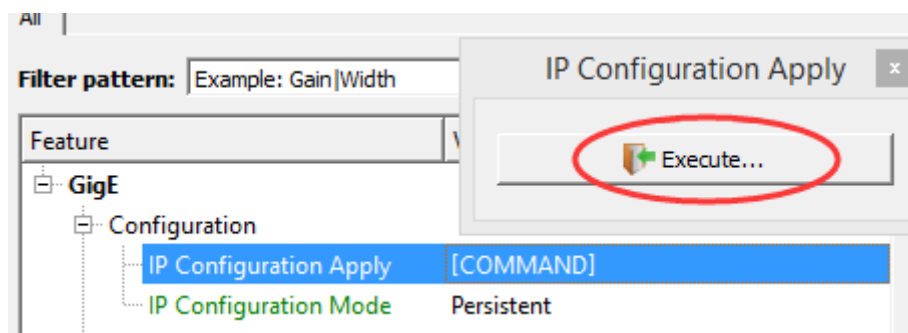 All
IP Configuration Apply x
Filter pattern: Example: Gain|Width
Feature
Execute...
GigE
Configuration
IP Configuration Apply [COMMAND]
IP Configuration Mode Persistent